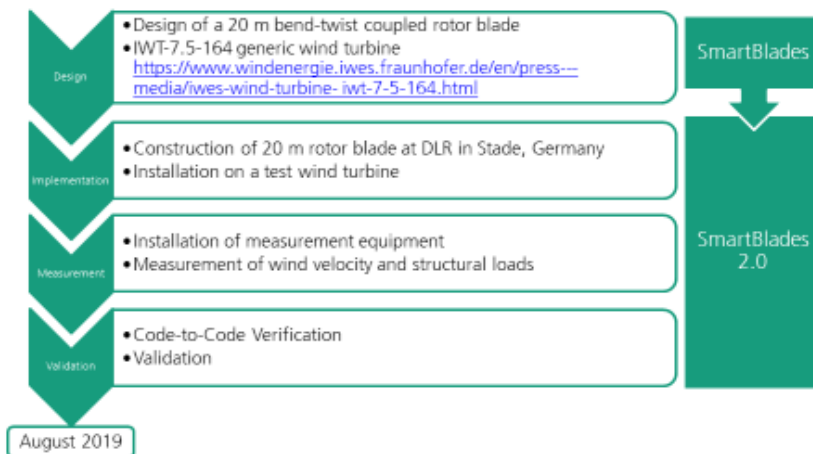 Design
•Design of a 20 m bend-twist coupled rotor blade
•IWT-7.5-164 generic wind turbine
https://www.windenergie.iwes.fraunhofer.de/en/press---
media/iwes-wind-turbine- iwt-7-5-164.html
SmartBlades
Implementation
•Construction of 20 m rotor blade at DLR in Stade, Germany
•Installation on a test wind turbine
Measurement
•Installation of measurement equipment
•Measurement of wind velocity and structural loads
SmartBlades
2.0
Validation
•Code-to-Code Verification
•Validation
August 2019